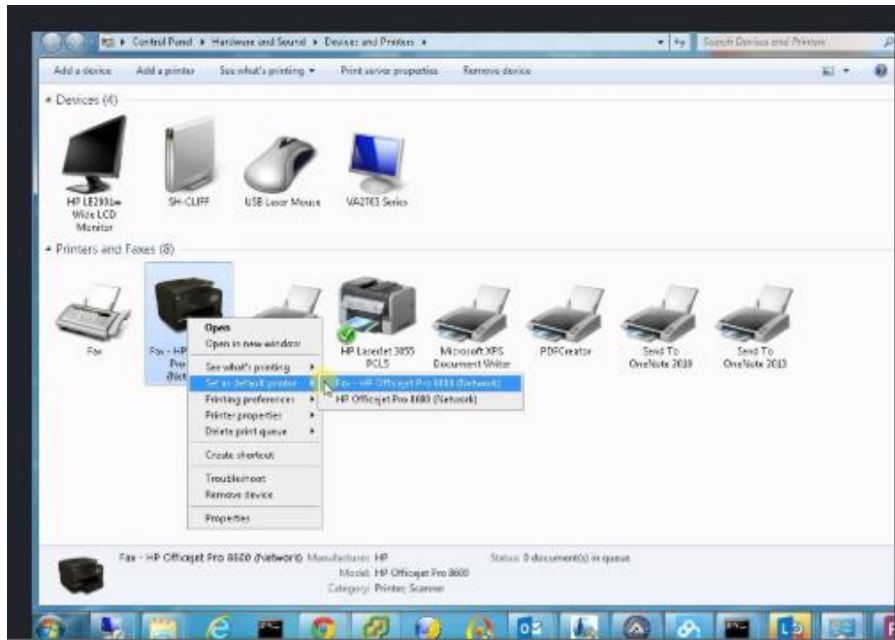 Control Panel ▸ Hardware and Sound ▸ Devices and Printers ▸
Search Devices and Printers
Add a device Add a printer See what's printing Print server properties Remove device
Devices (4)
HP
Wide LCD
Monitor
SH-CLIFF
USB Laser Mouse
VA2703 Series
Printers and Faxes (8)
Fax
Fax - HP
Pro
(Net
HP LaserJet 3055
PCL5
Microsoft XPS
Document Writer
PDFCreator
Send To
OneNote 2010
Send To
OneNote 2013
Open
Open in new window
See what's printing
Set as default printer
Printing preferences
Printer properties
Delete print queue
Create shortcut
Troubleshoot
Remove device
Properties
Fax - HP Officejet Pro 8600 (Network)
HP Officejet Pro 8600 (Network)
Fax - HP Officejet Pro 8600 (Network) Manufacturer: HP Status: 0 document(s) in queue
Model: HP Officejet Pro 8600
Category: Printer; Scanner